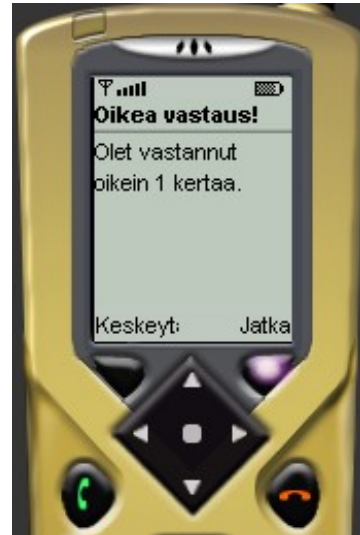 Oikea vastaus!
Olet vastannut
oikein 1 kertaa.
Keskeyt Jatka